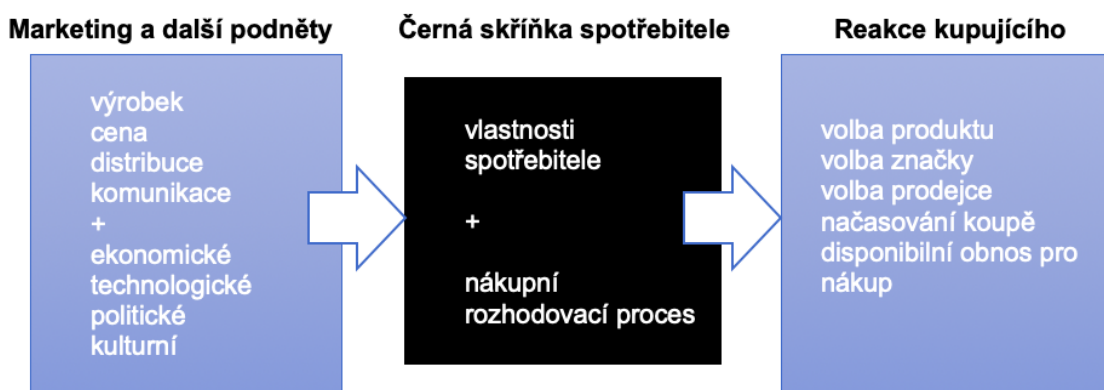 Marketing a další podněty
výrobek
cena
distribuce
komunikace
+
ekonomické
technologické
politické
kulturní
Černá skříňka spotřebitele
vlastnosti
spotřebitele
+
nákupní
rozhodovací proces
Reakce kupujícího
volba produktu
volba značky
volba prodejce
načasování koupě
disponibilní obnos pro
nákup